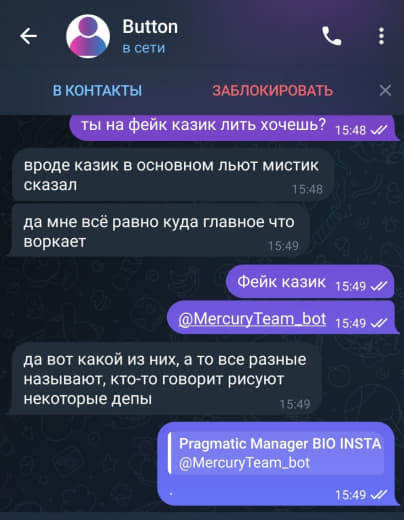 Button
в сети
В КОНТАКТЫ
ЗАБЛОКИРОВАТЬ
ты на фейк казик лить хочешь? 15:48
вроде казик в основном льют мистик
сказал
15:48
да мне всё равно куда главное что
воркает
15:49
Фейк казик 15:49
@MercuryTeam_bot 15:49
да вот какой из них, а то все разные
называют, кто-то говорит рисуют
некоторые депы
15:49
Pragmatic Manager BIO INSTA
@MercuryTeam_bot
. 15:49